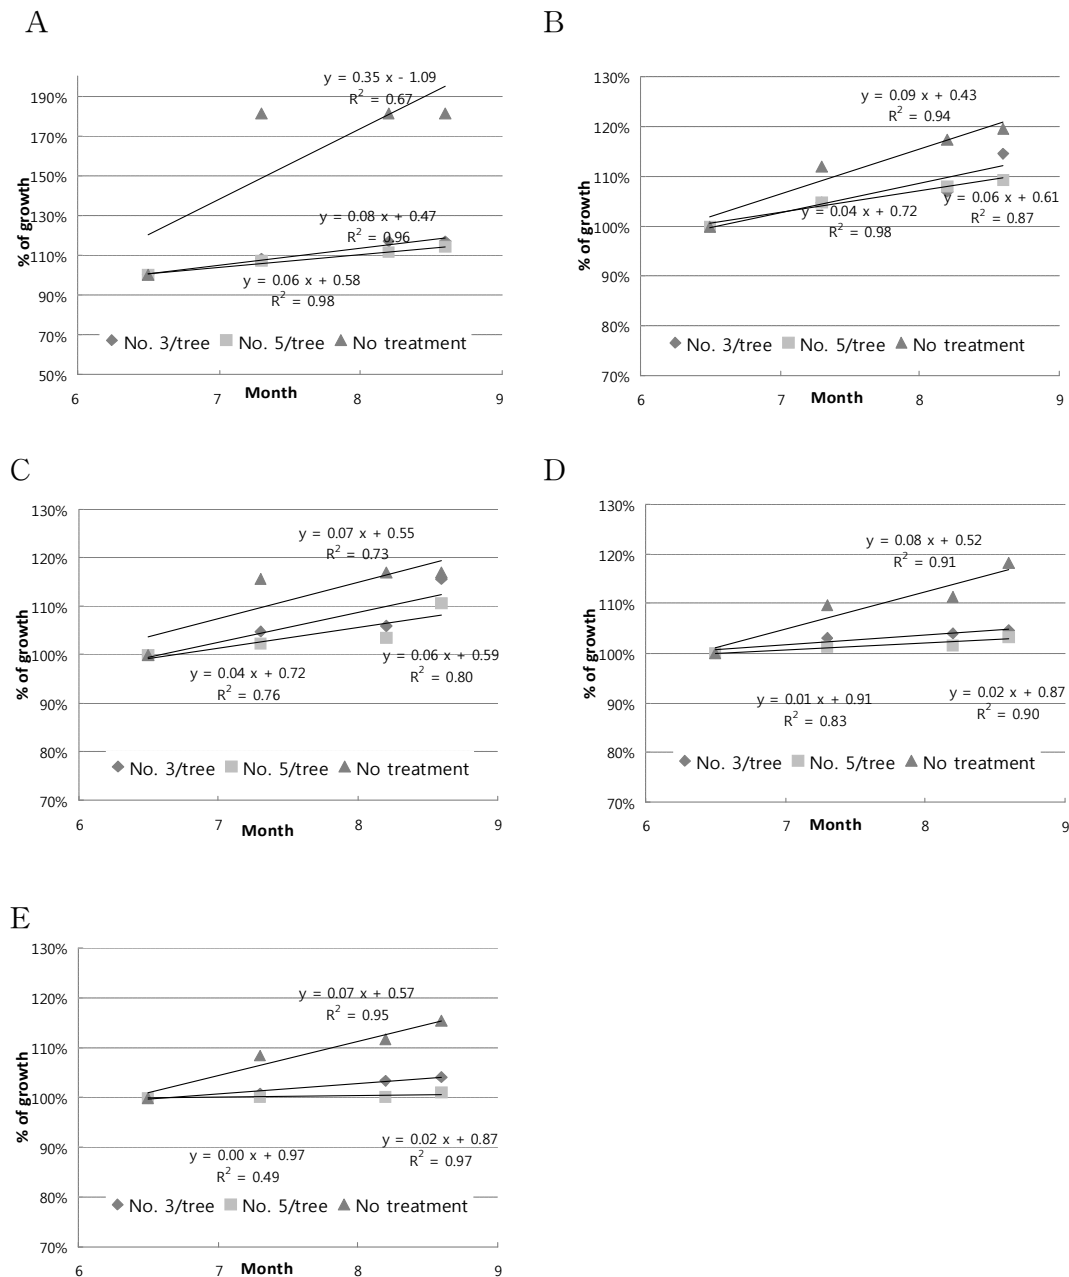 A
y = 0.35 x - 1.09
R2 = 0.67
190%
170%
150%
130%
110%
90%
70%
50%
% of growth
y = 0.08 x + 0.47
R2 = 0.96
y = 0.06 x + 0.58
R2 = 0.98
No. 3/tree No. 5/tree No treatment
6 7 8 9
Month
B
130%
120%
110%
100%
90%
80%
70%
% of growth
y = 0.09 x + 0.43
R2 = 0.94
y = 0.04 x + 0.72
R2 = 0.98
y = 0.06 x + 0.61
R2 = 0.87
No. 3/tree No. 5/tree No treatment
6 7 8 9
Month
C
130%
120%
110%
100%
90%
80%
70%
% of growth
y = 0.07 x + 0.55
R2 = 0.73
y = 0.04 x + 0.72
R2 = 0.76
y = 0.06 x + 0.59
R2 = 0.80
No. 3/tree No. 5/tree No treatment
6 7 8 9
Month
D
130%
120%
110%
100%
90%
80%
70%
% of growth
y = 0.08 x + 0.52
R2 = 0.91
y = 0.01 x + 0.91
R2 = 0.83
y = 0.02 x + 0.87
R2 = 0.90
No. 3/tree No. 5/tree No treatment
6 7 8 9
Month
E
130%
120%
110%
100%
90%
80%
70%
% of growth
y = 0.07 x + 0.57
R2 = 0.95
y = 0.00 x + 0.97
R2 = 0.49
y = 0.02 x + 0.87
R2 = 0.97
No. 3/tree No. 5/tree No treatment
6 7 8 9
Month